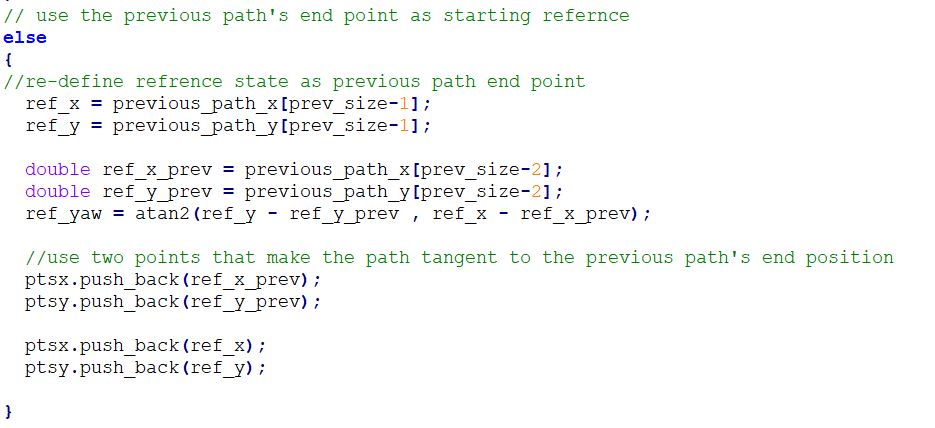 // use the previous path's end point as starting refernce
else
{
//re-define refrence state as previous path end point
ref_x = previous_path_x[prev_size-1];
ref_y = previous_path_y[prev_size-1];
double ref_x_prev = previous_path_x[prev_size-2];
double ref_y_prev = previous_path_y[prev_size-2];
ref_yaw = atan2(ref_y - ref_y_prev , ref_x - ref_x_prev);
//use two points that make the path tangent to the previous path's end position
ptsx.push_back(ref_x_prev);
ptsy.push_back(ref_y_prev);
ptsx.push_back(ref_x);
ptsy.push_back(ref_y);
}